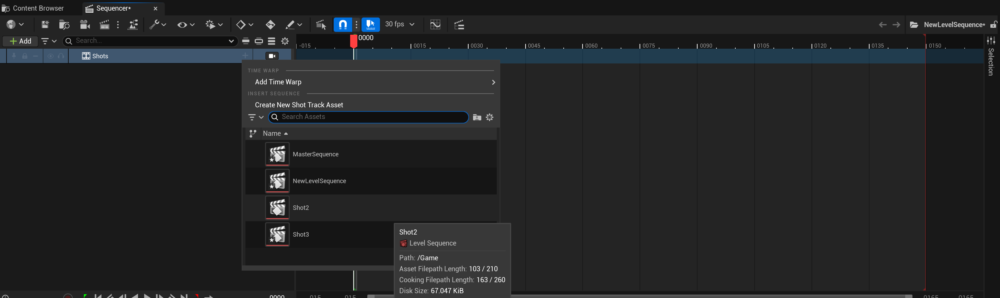 Content Browser
Sequencer*
30 fps
NewLevelSequence*
Add
Search...
0000
-015
0015
0030
0045
0060
0075
0090
0105
0120
0135
0150
Selection
Shots
TIME WARP
Add Time Warp
INSERT SEQUENCE
Create New Shot Track Asset
Search Assets
Name
MasterSequence
NewLevelSequence
Shot2
Shot3
Shot2
Level Sequence
Path: /Game
Asset Filepath Length: 103 / 210
Cooking Filepath Length: 163 / 260
Disk Size: 67.047 KiB
0000
-015
-015
0165
0165